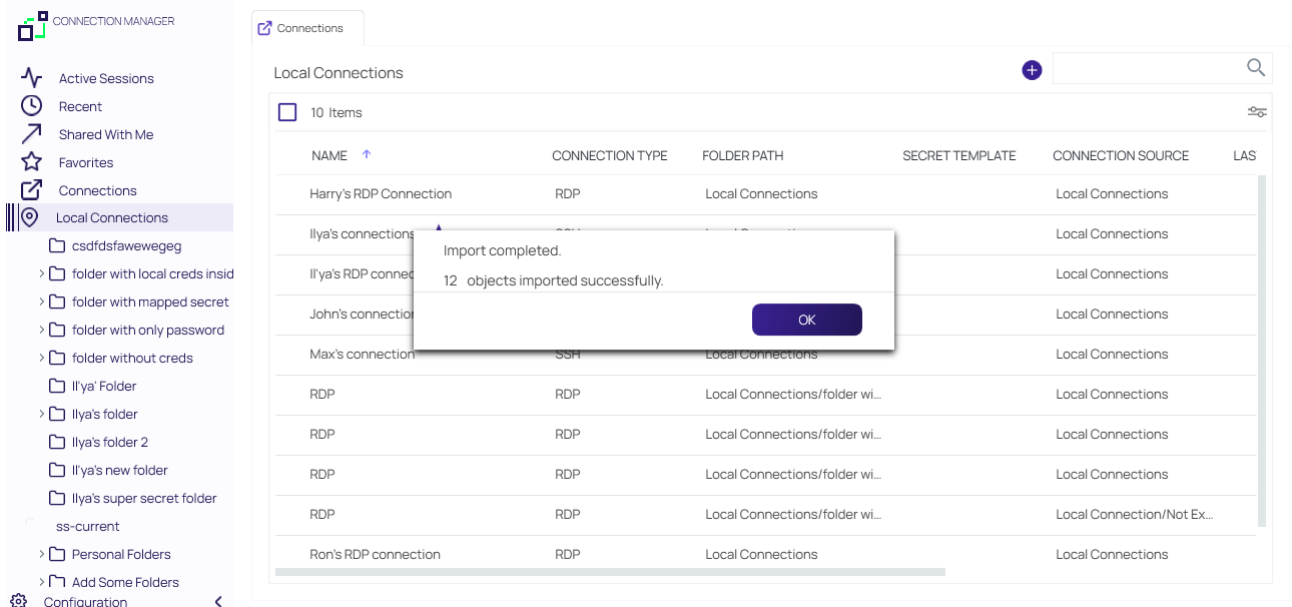 CONNECTION MANAGER
Active Sessions
Recent
Shared With Me
Favorites
Connections
Local Connections
csdfdsfawewegeg
folder with local creds insid
folder with mapped secret
folder with only password
folder without creds
Il'ya' Folder
Ilya's folder
Ilya's folder 2
Il'ya's new folder
Ilya's super secret folder
ss-current
Personal Folders
Add Some Folders
Configuration
Connections
Local Connections
10 Items
NAME CONNECTION TYPE FOLDER PATH SECRET TEMPLATE CONNECTION SOURCE LAS
Harry's RDP Connection RDP Local Connections Local Connections
Ilya's connections Local Connections
Il'ya's RDP connec Local Connections
John's connection Local Connections
Max's connection SSH Local Connections Local Connections
RDP RDP Local Connections/folder wi... Local Connections
RDP RDP Local Connections/folder wi... Local Connections
RDP RDP Local Connections/folder wi... Local Connections
RDP RDP Local Connections/folder wi... Local Connection/Not Ex...
Ron's RDP connection RDP Local Connections Local Connections
Import completed.
12 objects imported successfully.
OK